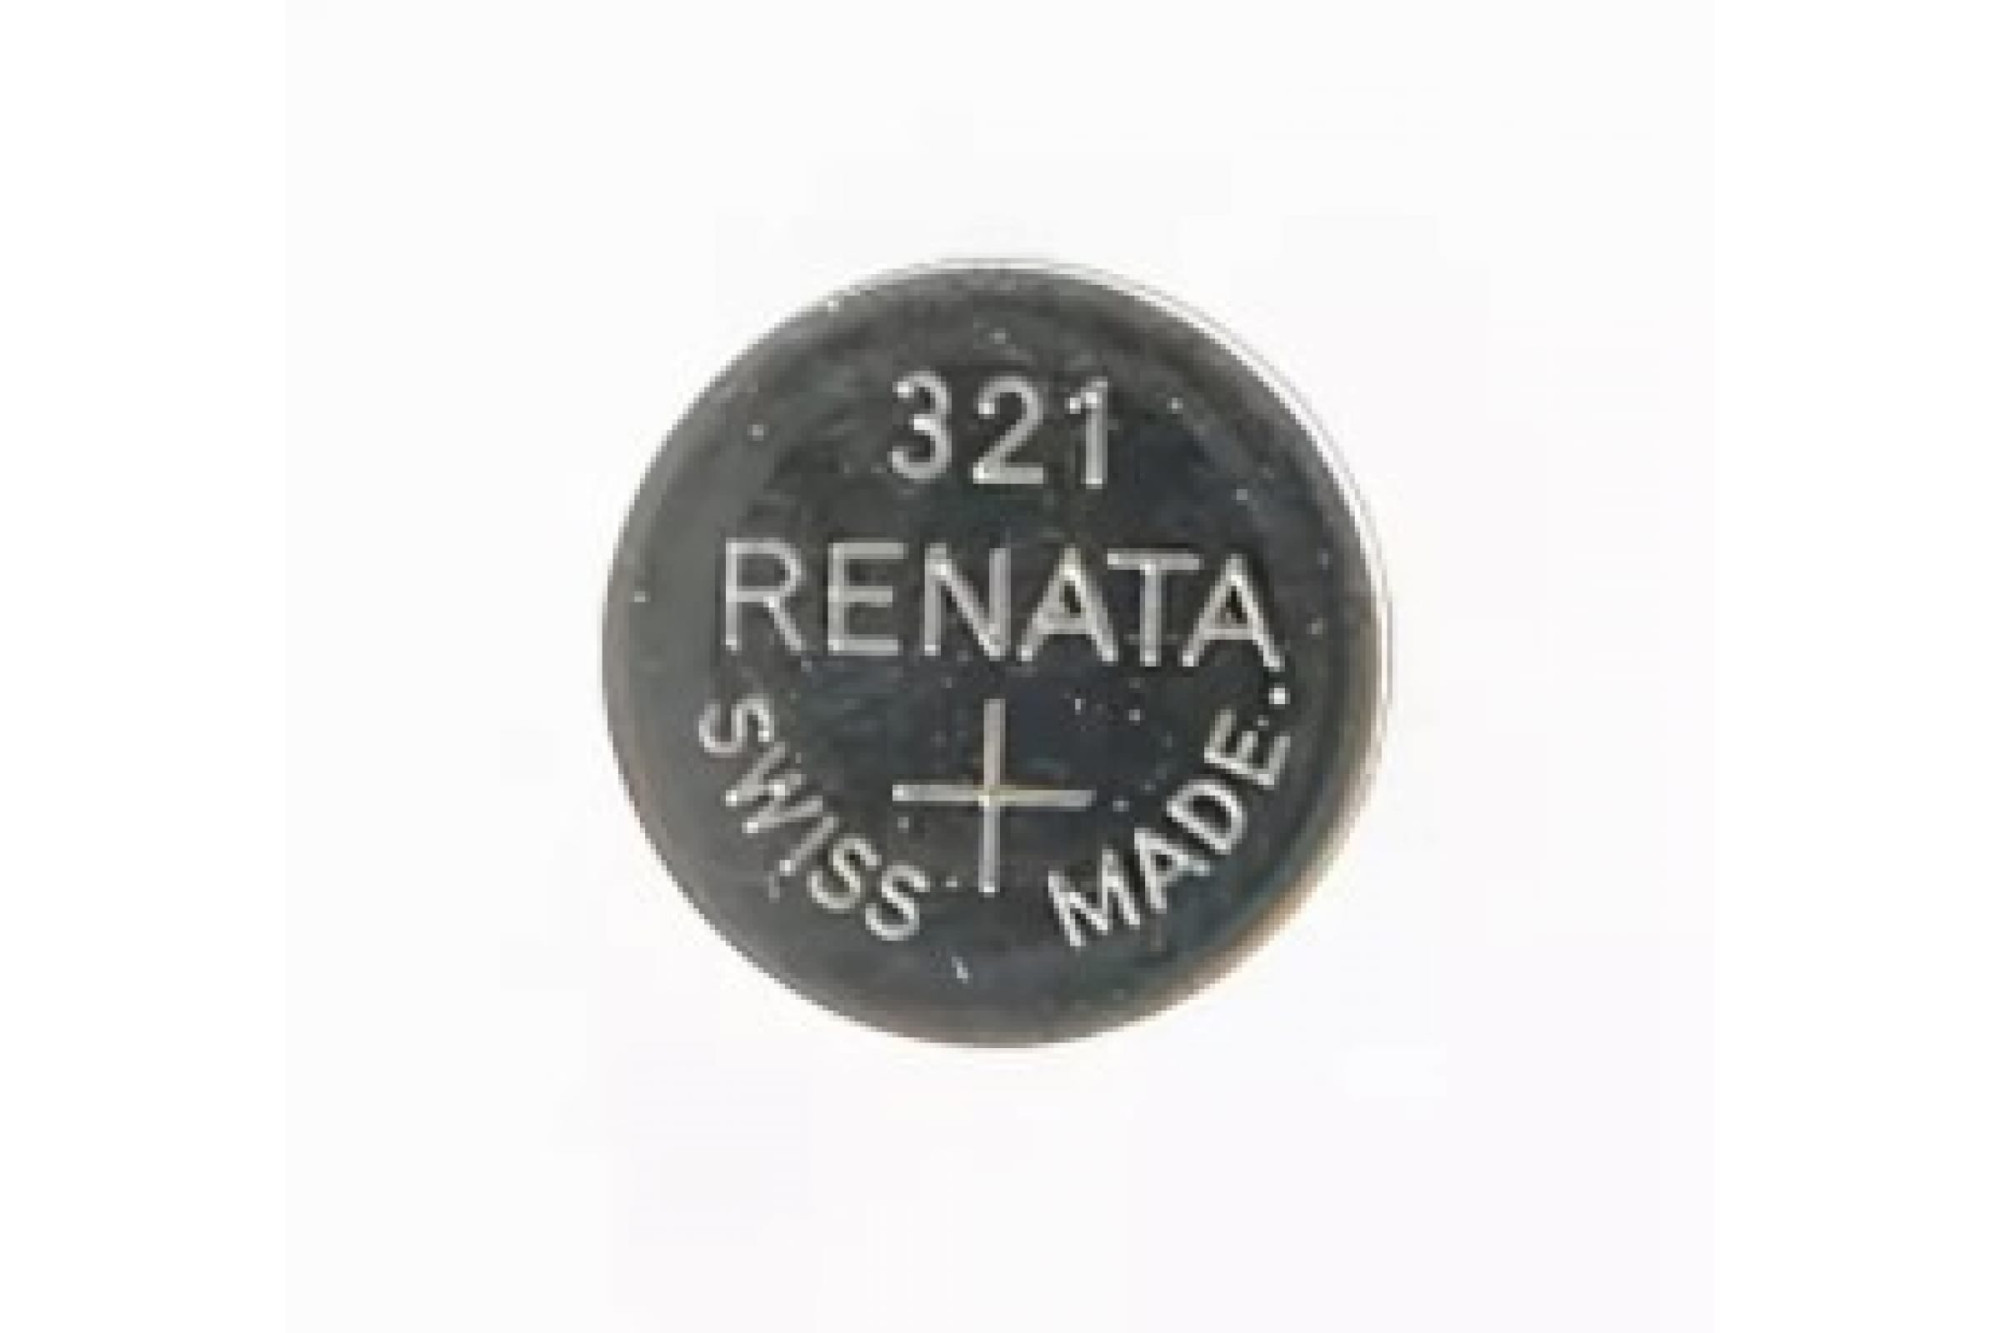 321
RENATA
+
SWISS MADE.